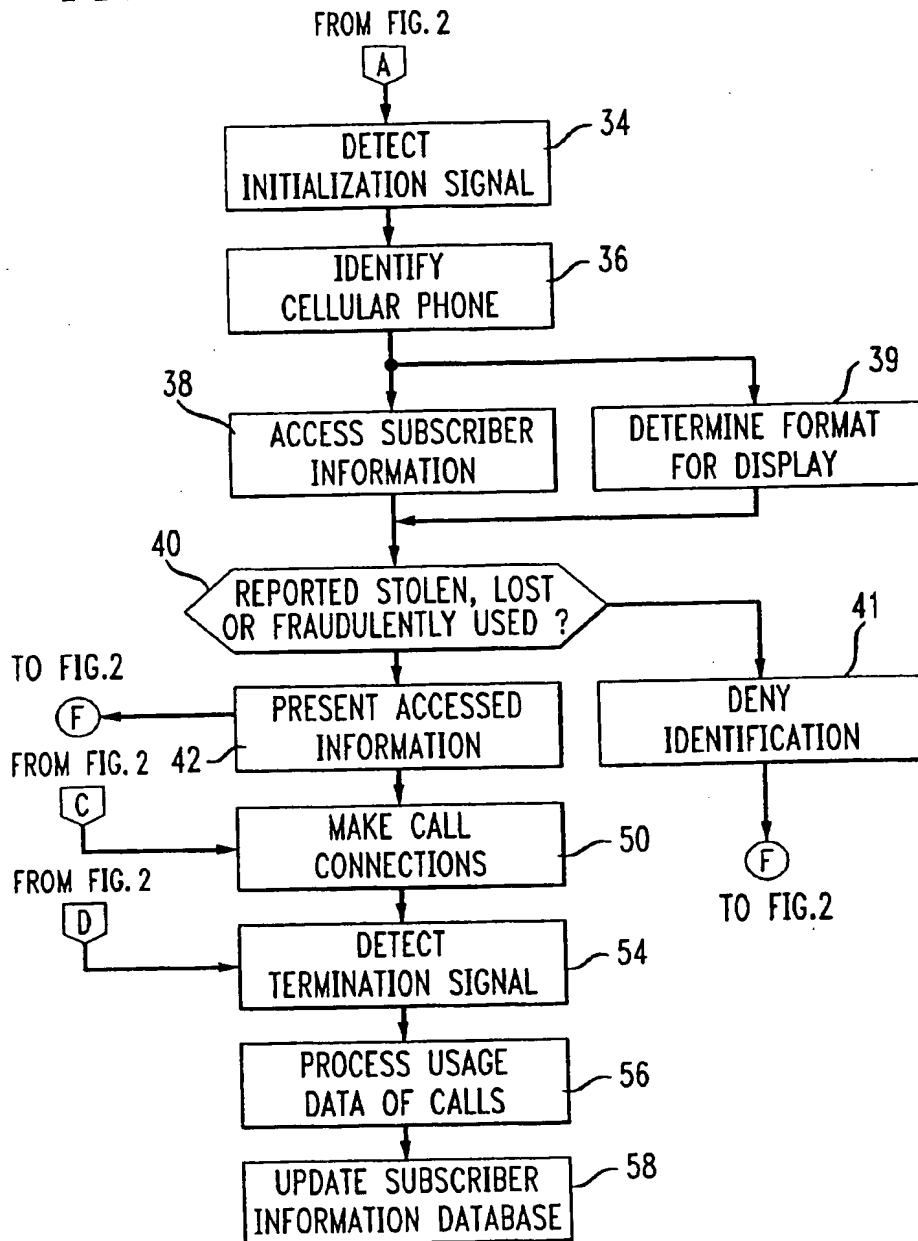 FROM FIG. 2
A
DETECT
INITIALIZATION SIGNAL
34
IDENTIFY
CELLULAR PHONE
36
38
ACCESS SUBSCRIBER
INFORMATION
39
DETERMINE FORMAT
FOR DISPLAY
40
REPORTED STOLEN, LOST
OR FRAUDULENTLY USED ?
41
DENY
IDENTIFICATION
F
TO FIG.2
TO FIG.2
F
PRESENT ACCESSED
INFORMATION
42
FROM FIG. 2
C
MAKE CALL
CONNECTIONS
50
FROM FIG. 2
D
DETECT
TERMINATION SIGNAL
54
PROCESS USAGE
DATA OF CALLS
56
UPDATE SUBSCRIBER
INFORMATION DATABASE
58